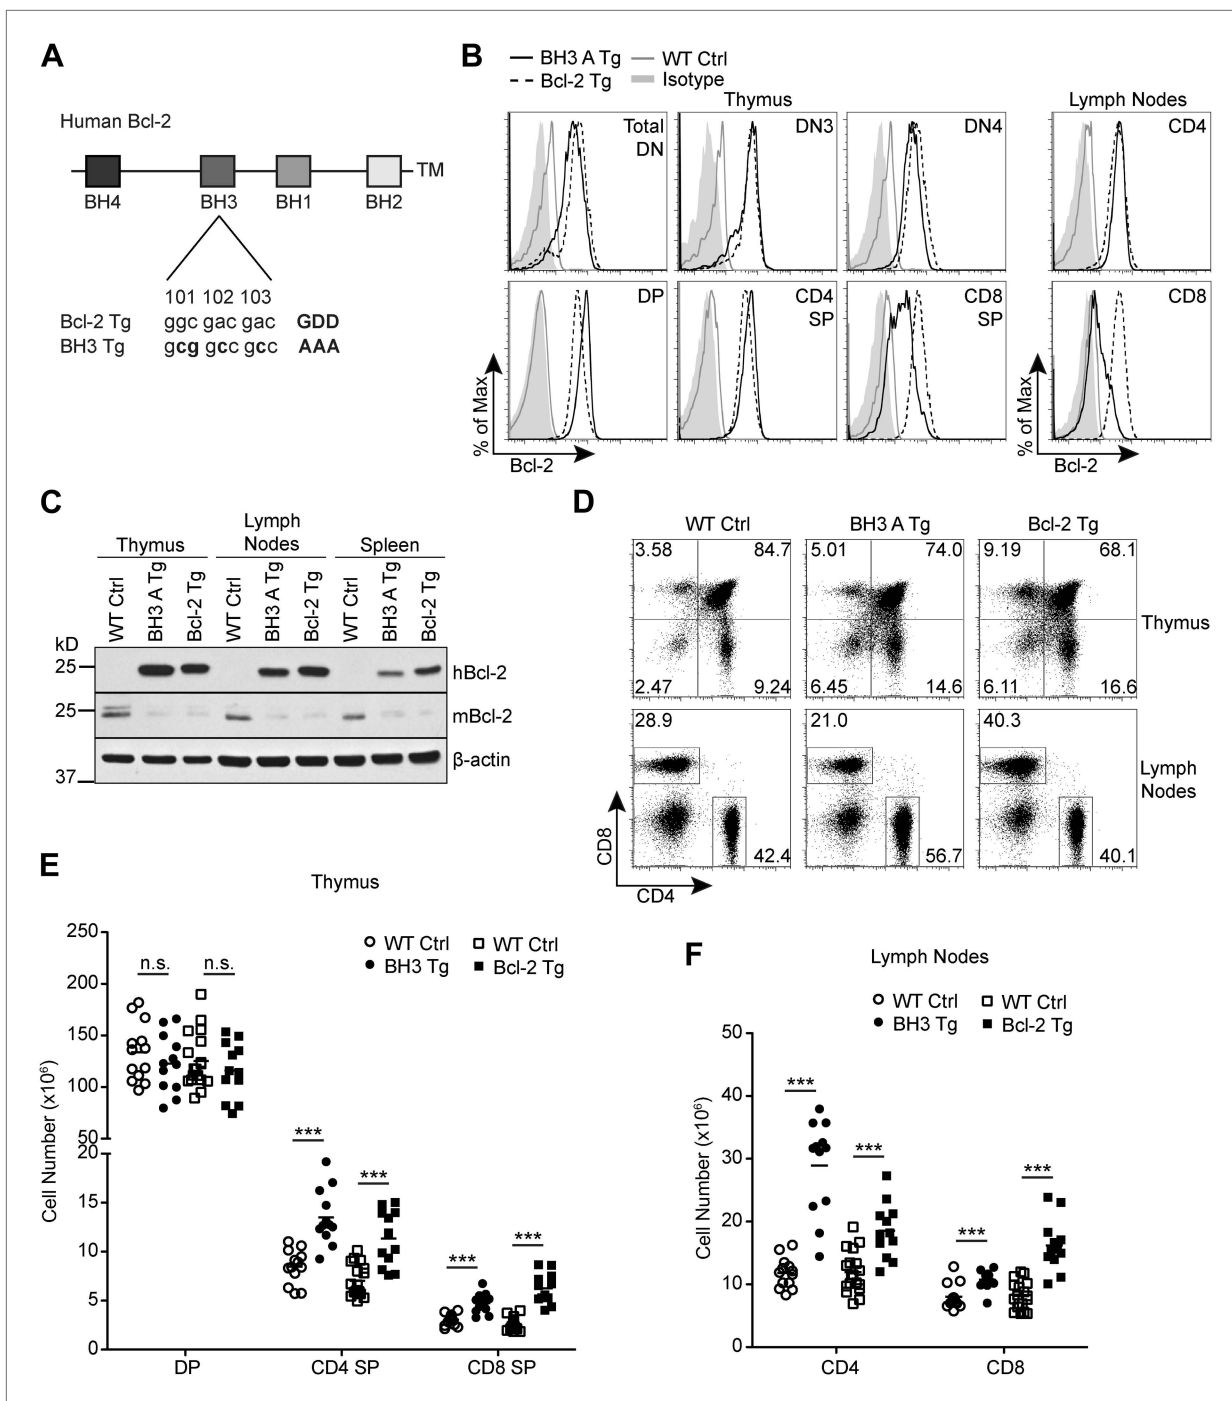 A
Human Bcl-2
TM
BH4 BH3 BH1 BH2
101 102 103
Bcl-2 Tg ggc gac gac GDD
BH3 Tg gcg gcc gcc AAA
B
BH3 A Tg WT Ctrl
Bcl-2 Tg Isotype
Thymus Lymph Nodes
Total DN3 DN4 CD4
DN
DP CD4 CD8 CD8
SP SP
% of Max % of Max
Bcl-2 Bcl-2
C
Lymph
Thymus Nodes Spleen
WT Ctrl BH3 A Tg Bcl-2 Tg WT Ctrl BH3 A Tg Bcl-2 Tg WT Ctrl BH3 A Tg Bcl-2 Tg
kD
25 hBcl-2
25 mBcl-2
β-actin
37
D
WT Ctrl BH3 A Tg Bcl-2 Tg
3.58 84.7 5.01 74.0 9.19 68.1
Thymus
2.47 9.24 6.45 14.6 6.11 16.6
28.9 21.0 40.3
Lymph
Nodes
42.4 56.7 40.1
CD8
CD4
E
Thymus
WT Ctrl WT Ctrl
BH3 Tg Bcl-2 Tg
n.s. n.s.
250
200
150
100
50
20
15
10
5
0
Cell Number (x10⁶)
*** *** *** ***
DP CD4 SP CD8 SP
F
Lymph Nodes
WT Ctrl WT Ctrl
BH3 Tg Bcl-2 Tg
50
40
30
20
10
0
Cell Number (x10⁶)
*** *** *** ***
CD4 CD8